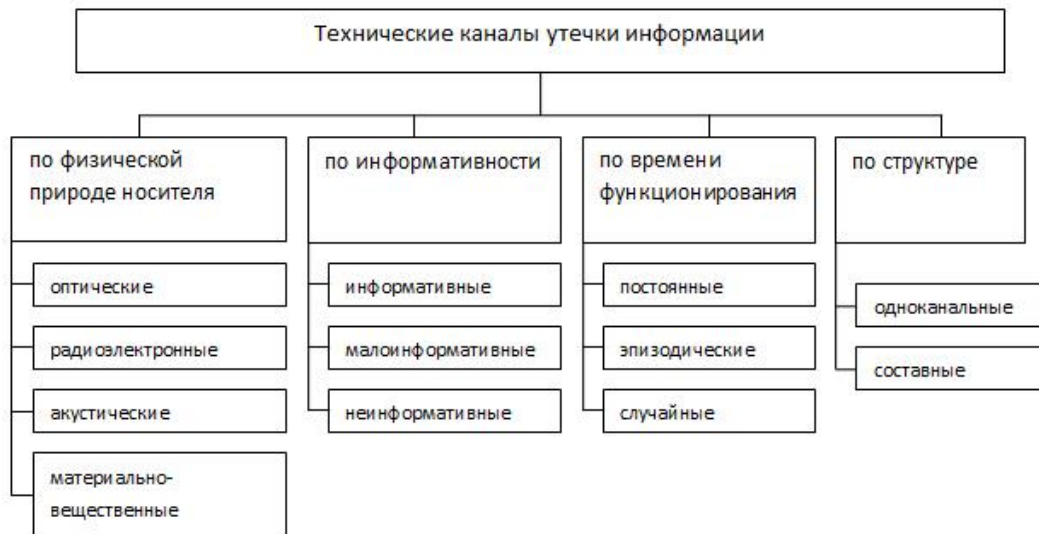 Технические каналы утечки информации
по физической
природе носителя
оптические
радиоэлектронные
акустические
материально-
вещественные
по информативности
информативные
малоинформативные
неинформативные
по времени
функционирования
постоянные
эпизодические
случайные
по структуре
одноканальные
составные